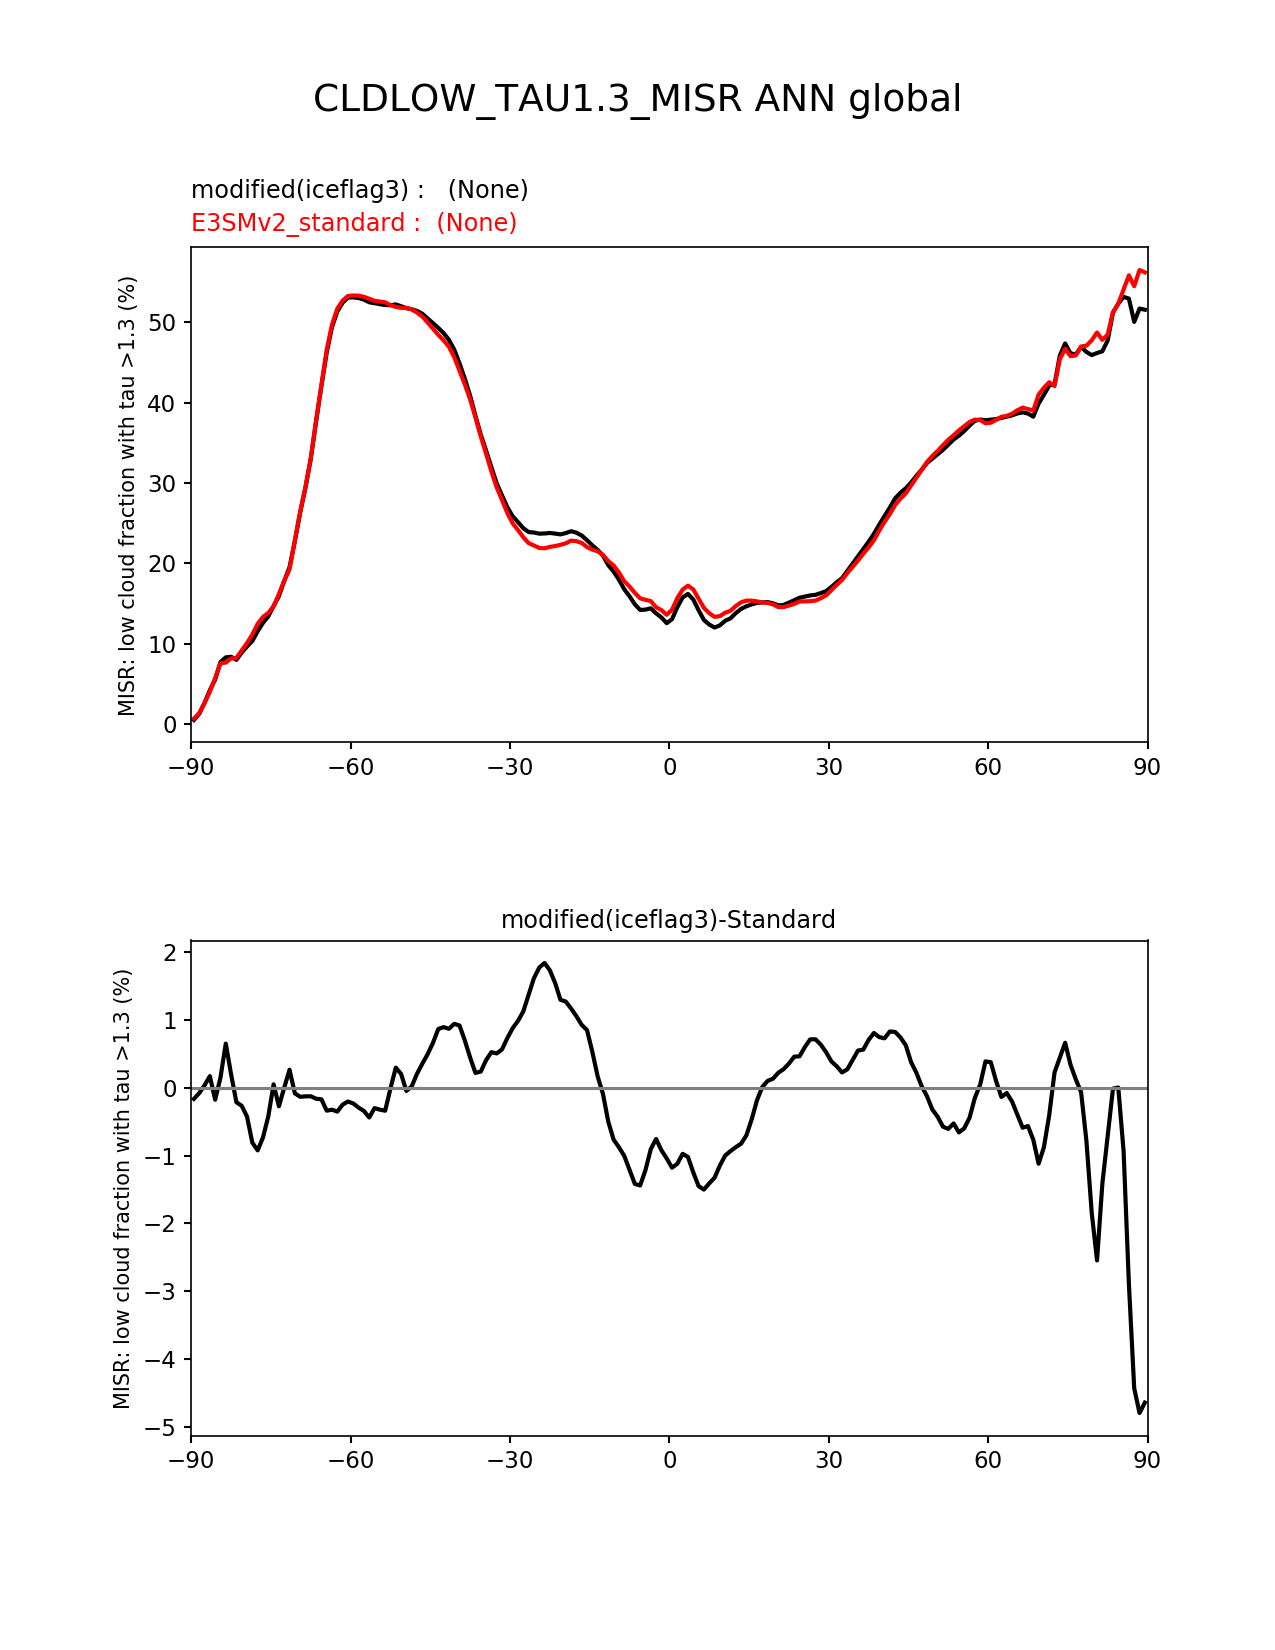 CLDLOW_TAU1.3_MISR ANN global
modified(iceflag3) :   (None)
E3SMv2_standard :  (None)
MISR: low cloud fraction with tau >1.3 (%)
50
40
30
20
10
0
−90 −60 −30 0 30 60 90
modified(iceflag3)-Standard
MISR: low cloud fraction with tau >1.3 (%)
2
1
0
−1
−2
−3
−4
−5
−90 −60 −30 0 30 60 90